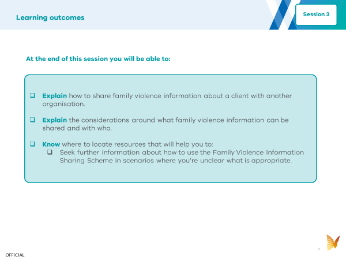 Learning outcomes
Session 3
At the end of this session you will be able to:
❑ Explain how to share family violence information about a client with another
organisation.
❑ Explain the considerations around what family violence information can be
shared and with who.
❑ Know where to locate resources that will help you to:
❑ Seek further information about how to use the Family Violence Information
Sharing Scheme in scenarios where you're unclear what is appropriate.
OFFICIAL